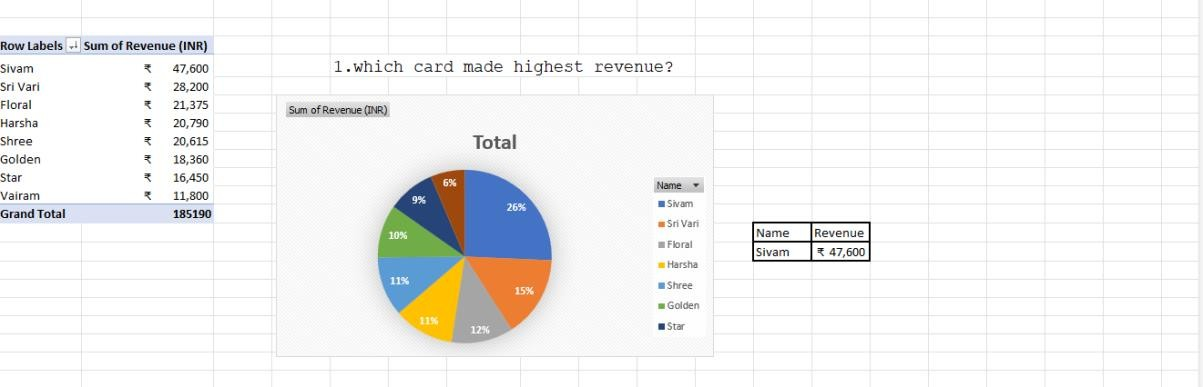 Row Labels Sum of Revenue (INR)
Sivam ₹ 47,600
Sri Vari ₹ 28,200
Floral ₹ 21,375
Harsha ₹ 20,790
Shree ₹ 20,615
Golden ₹ 18,360
Star ₹ 16,450
Vairam ₹ 11,800
Grand Total 185190
1.which card made highest revenue?
Sum of Revenue (INR)
Total
26%
15%
12%
11%
11%
10%
9%
6%
Name
Sivam
Sri Vari
Floral
Harsha
Shree
Golden
Star
Name Revenue
Sivam ₹ 47,600